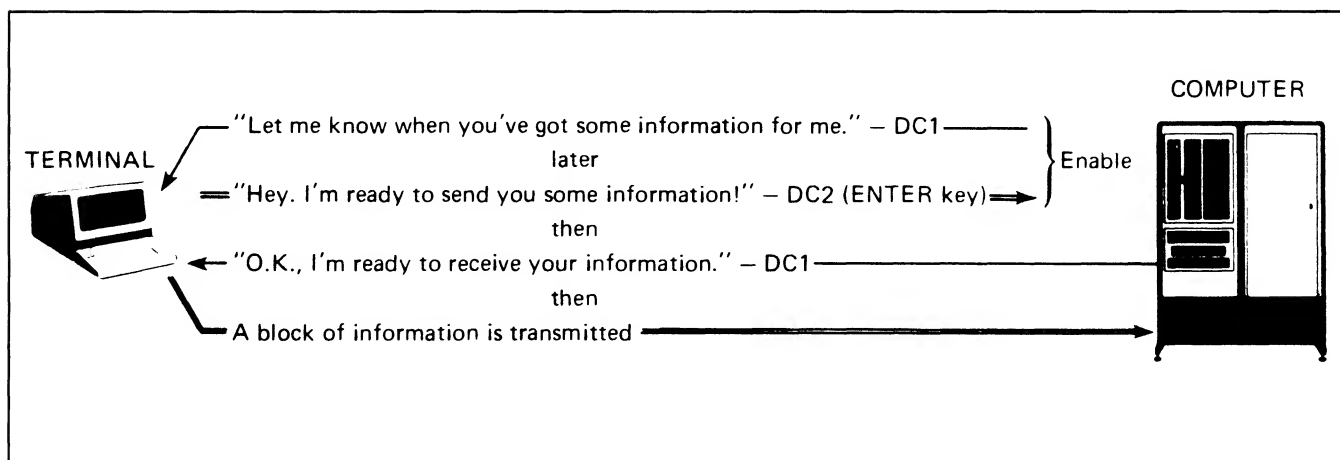 COMPUTER
"Let me know when you've got some information for me." – DC1
TERMINAL
later
Enable
"Hey. I'm ready to send you some information!" – DC2 (ENTER key)
then
"O.K., I'm ready to receive your information." – DC1
then
A block of information is transmitted